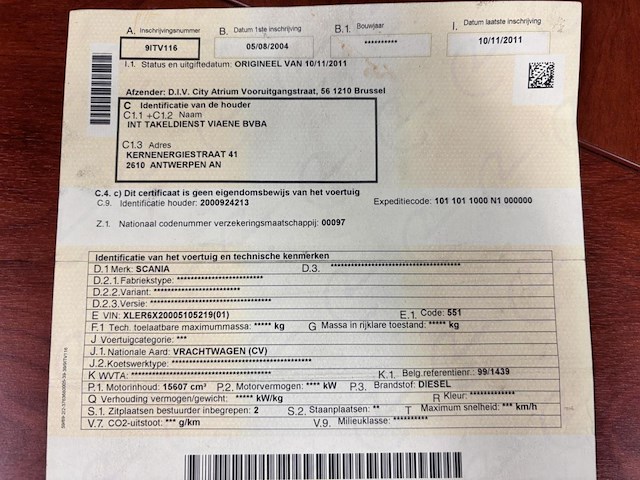 A. Inschrijvingsnummer B. Datum 1ste inschrijving B.1. Bouwjaar I. Datum laatste inschrijving
9ITV116 05/08/2004 ********** 10/11/2011
I.1. Status en uitgiftedatum: ORIGINEEL VAN 10/11/2011
Afzender: D.I.V. City Atrium Vooruitgangstraat, 56 1210 Brussel
C Identificatie van de houder
C1.1 +C1.2 Naam
INT TAKELDIENST VIAENE BVBA
C1.3 Adres
KERNENERGIESTRAAT 41
2610 ANTWERPEN AN
C.4. c) Dit certificaat is geen eigendomsbewijs van het voertuig
C.9. Identificatie houder: 2000924213 Expeditiecode: 101 101 1000 N1 000000
Z.1. Nationaal codenummer verzekeringsmaatschappij: 00097
Identificatie van het voertuig en technische kenmerken
D.1 Merk: SCANIA D.3. ******************************
D.2.1. Fabriekstype: ********************
D.2.2. Variant: *************************
D.2.3. Versie: *************************
E VIN: XLER6X20005105219(01) E.1. Code: 551
F.1 Tech. toelaatbare maximummassa: ***** kg G Massa in rijklare toestand: ***** kg
J Voertuigcategorie: ***
J.1. Nationale Aard: VRACHTWAGEN (CV)
J.2. Koetswerktype: ******************************
K WVTA: ****************************** K.1. Belg.referentienr.: 99/1439
P.1. Motorinhoud: 15607 cm³ P.2. Motorvermogen: **** kW P.3. Brandstof: DIESEL
Q Verhouding vermogen/gewicht: ***** kW/kg R Kleur: *************
S.1. Zitplaatsen bestuurder inbegrepen: 2 S.2. Staanplaatsen: ** T Maximum snelheid: *** km/h
V.7. CO2-uitstoot: *** g/km V.9. Milieuklasse: **********